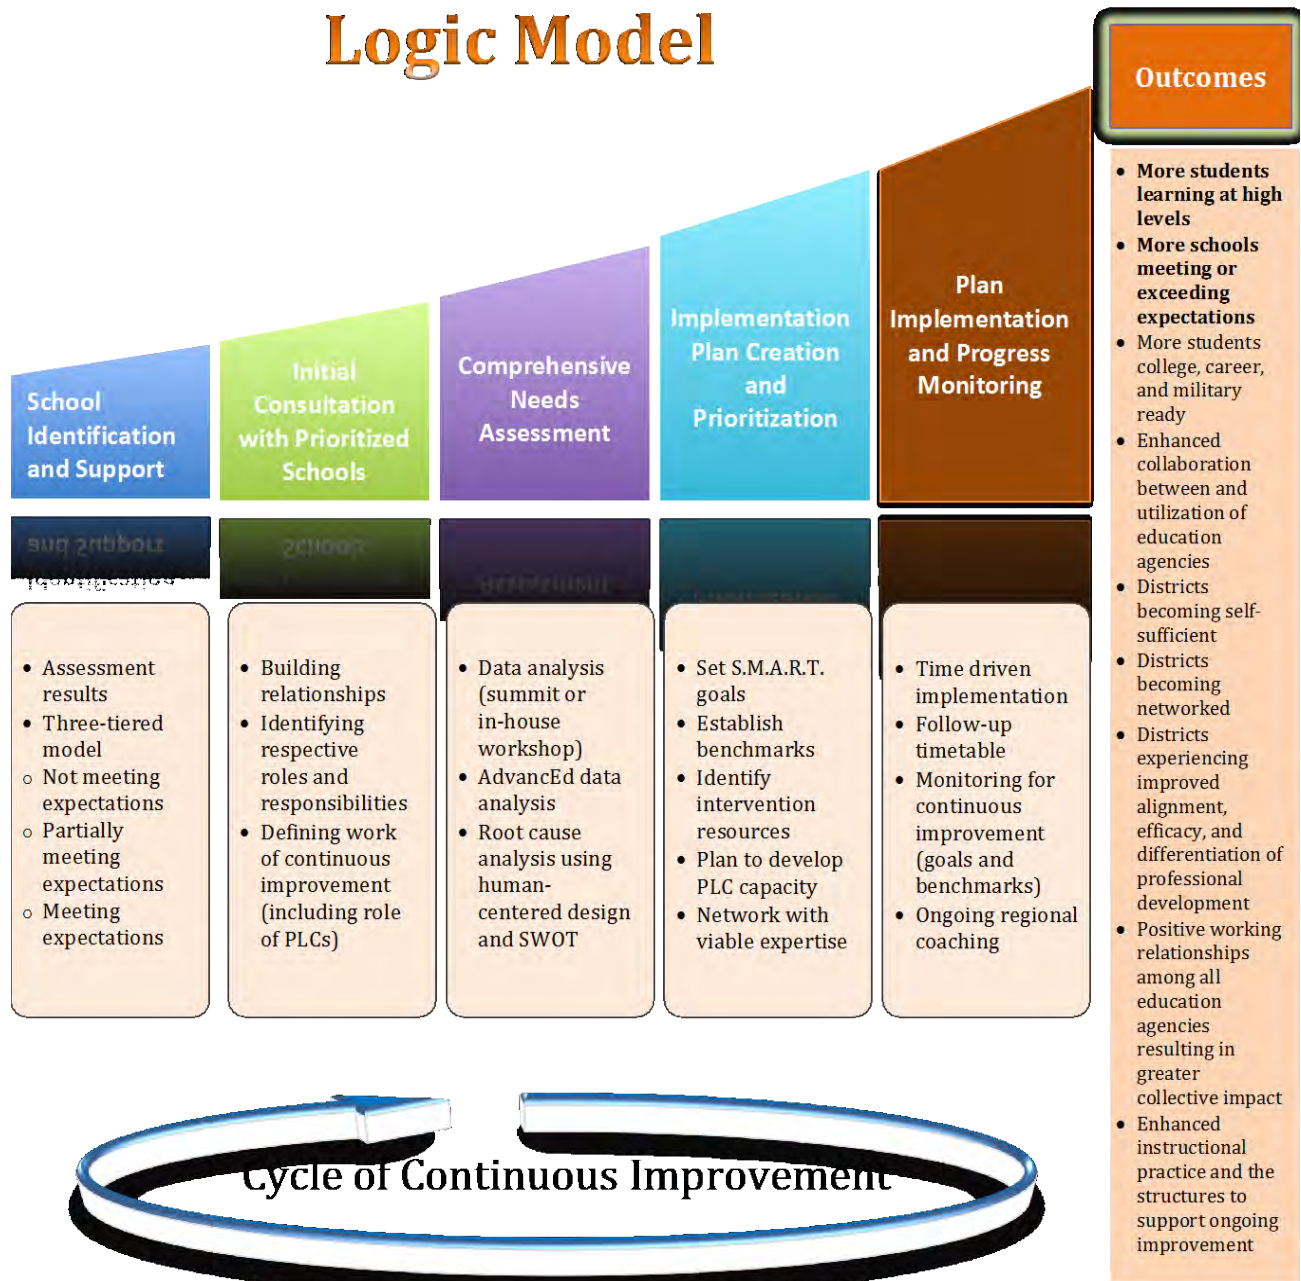 Logic Model
Outcomes
School
Identification
and Support
Initial
Consultation
with Prioritized
Schools
Comprehensive
Needs
Assessment
Implementation
Plan Creation
and
Prioritization
Plan
Implementation
and Progress
Monitoring
• Assessment
results
• Three-tiered
model
o Not meeting
expectations
o Partially
meeting
expectations
o Meeting
expectations
• Building
relationships
• Identifying
respective
roles and
responsibilities
• Defining work
of continuous
improvement
(including role
of PLCs)
• Data analysis
(summit or
in-house
workshop)
• AdvancEd data
analysis
• Root cause
analysis using
human-
centered design
and SWOT
• Set S.M.A.R.T.
goals
• Establish
benchmarks
• Identify
intervention
resources
• Plan to develop
PLC capacity
• Network with
viable expertise
• Time driven
implementation
• Follow-up
timetable
• Monitoring for
continuous
improvement
(goals and
benchmarks)
• Ongoing regional
coaching
• More students
learning at high
levels
• More schools
meeting or
exceeding
expectations
• More students
college, career,
and military
ready
• Enhanced
collaboration
between and
utilization of
education
agencies
• Districts
becoming self-
sufficient
• Districts
becoming
networked
• Districts
experiencing
improved
alignment,
efficacy, and
differentiation of
professional
development
• Positive working
relationships
among all
education
agencies
resulting in
greater
collective impact
• Enhanced
instructional
practice and the
structures to
support ongoing
improvement
Cycle of Continuous Improvement